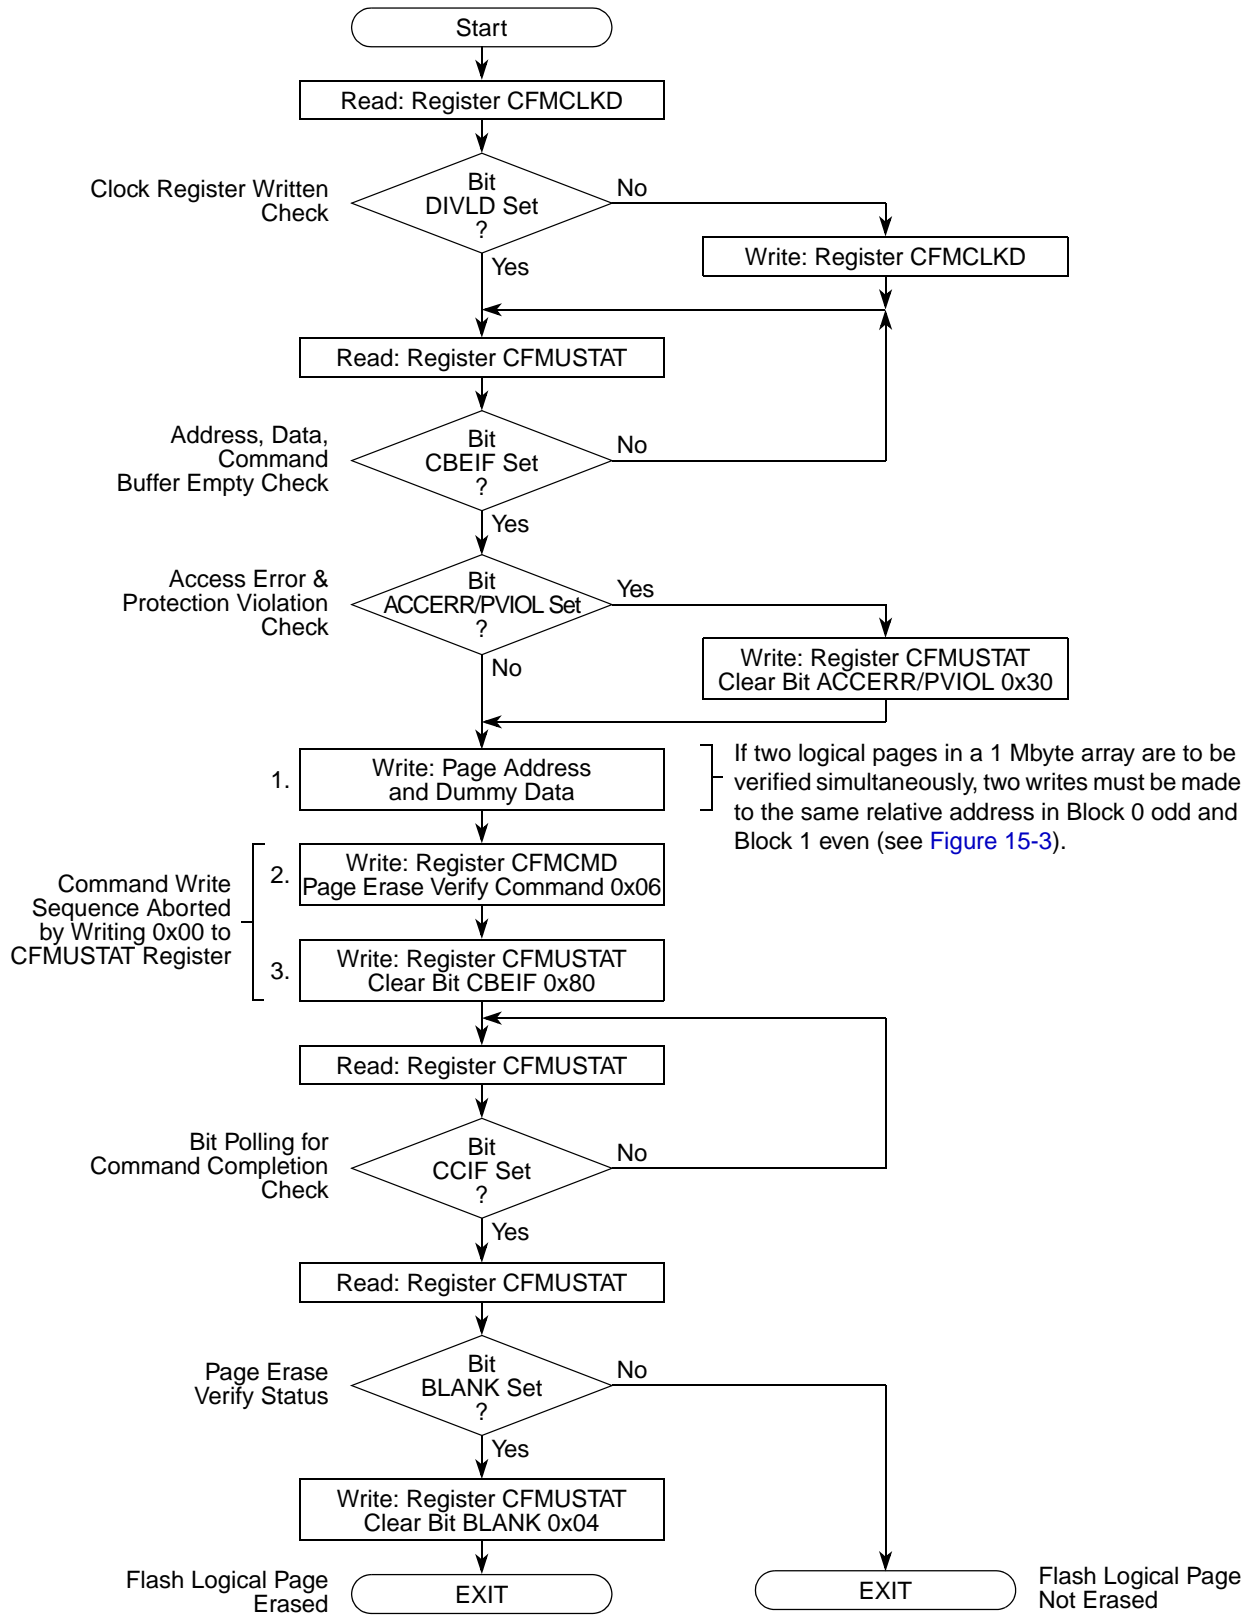 Start
Read: Register CFMCLKD
Clock Register Written
Check
Bit
DIVLD Set
?
No
Yes
Write: Register CFMCLKD
Read: Register CFMUSTAT
Address, Data,
Command
Buffer Empty Check
Bit
CBEIF Set
?
No
Yes
Access Error &
Protection Violation
Check
Bit
ACCERR/PVIOL Set
?
Yes
No
Write: Register CFMUSTAT
Clear Bit ACCERR/PVIOL 0x30
1.
Write: Page Address
and Dummy Data
If two logical pages in a 1 Mbyte array are to be
verified simultaneously, two writes must be made
to the same relative address in Block 0 odd and
Block 1 even (see Figure 15-3).
Command Write
Sequence Aborted
by Writing 0x00 to
CFMUSTAT Register
2.
Write: Register CFMCMD
Page Erase Verify Command 0x06
3.
Write: Register CFMUSTAT
Clear Bit CBEIF 0x80
Read: Register CFMUSTAT
Bit Polling for
Command Completion
Check
Bit
CCIF Set
?
No
Yes
Read: Register CFMUSTAT
Page Erase
Verify Status
Bit
BLANK Set
?
No
Yes
Write: Register CFMUSTAT
Clear Bit BLANK 0x04
Flash Logical Page
Erased
EXIT
EXIT
Flash Logical Page
Not Erased